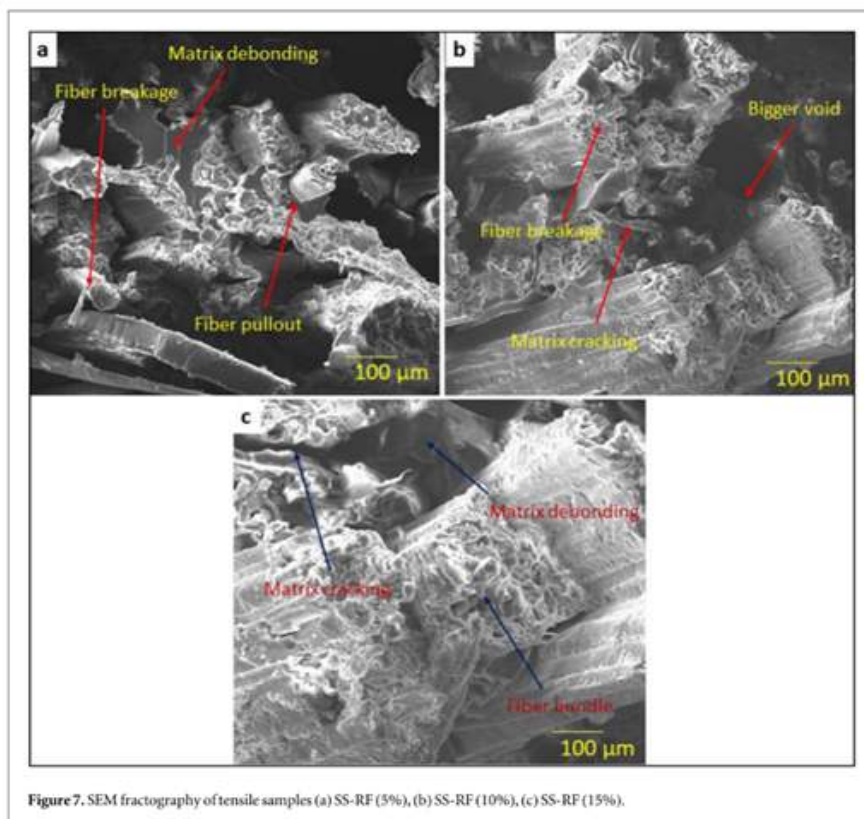 a
Matrix debonding
Fiber breakage
Fiber pullout
100 µm
b
Bigger void
Fiber breakage
Matrix cracking
100 µm
c
Matrix debonding
Matrix cracking
Fiber bundle
100 µm
Figure 7. SEM fractography of tensile samples (a) SS-RF (5%), (b) SS-RF (10%), (c) SS-RF (15%).